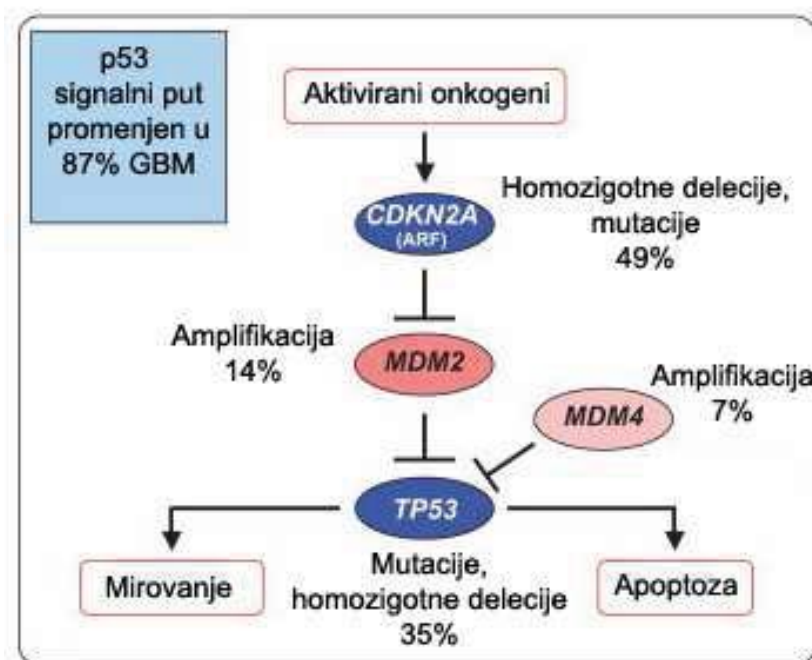 p53
signalni put
promenjen u
87% GBM
Aktivirani onkogeni
CDKN2A
(ARF)
Homozigotne delecije,
mutacije
49%
Amplifikacija
14%
MDM2
Amplifikacija
7%
MDM4
TP53
Mirovanje
Mutacije,
homozigotne delecije
35%
Apoptoza